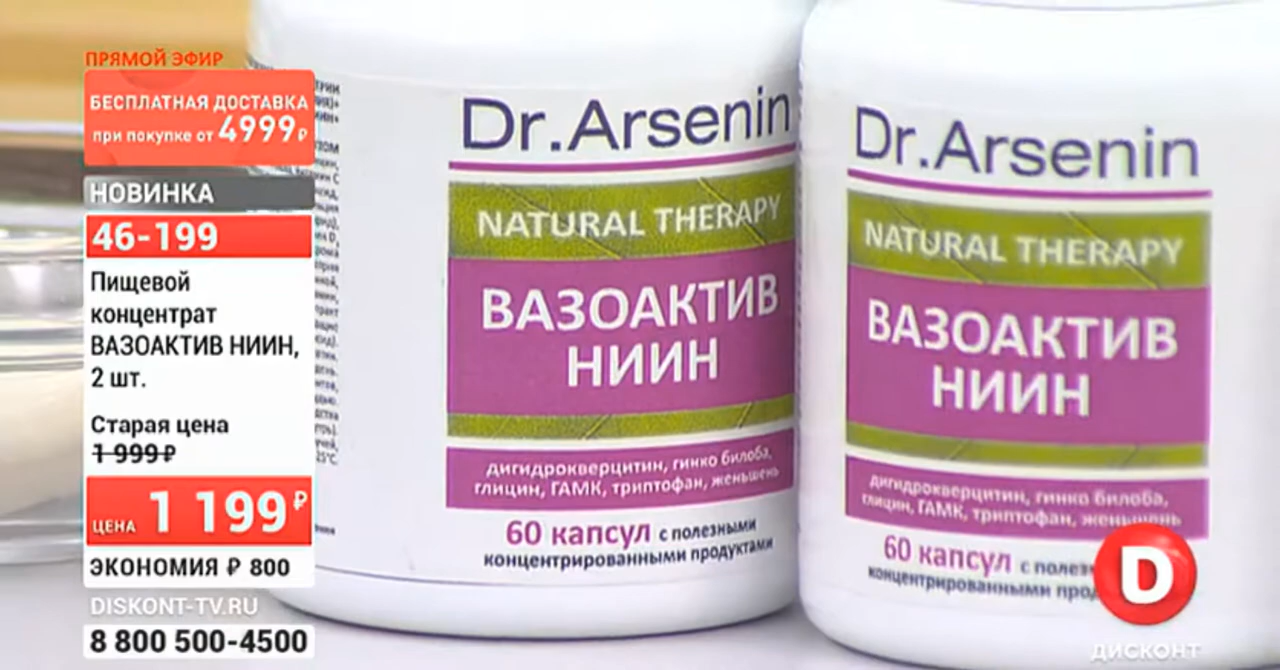 ПРЯМОЙ ЭФИР
БЕСПЛАТНАЯ ДОСТАВКА
при покупке от 4999₽
НОВИНКА
46-199
Пищевой
концентрат
ВАЗОАКТИВ НИИН,
2 шт.
Старая цена
1 999₽
ЦЕНА 1 199₽
ЭКОНОМИЯ ₽ 800
DISKONT-TV.RU
8 800 500-4500
Dr.Arsenin
NATURAL THERAPY
ВАЗОАКТИВ
НИИН
дигидрокверцитин, гинко билоба,
глицин, ГАМК, триптофан, женьшень
60 капсул с полезными
концентрированными продуктами
Dr.Arsenin
NATURAL THERAPY
ВАЗОАКТИВ
НИИН
дигидрокверцитин, гинко билоба,
глицин, ГАМК, триптофан, женьшень
60 капсул с
D
ДИСКОНТ